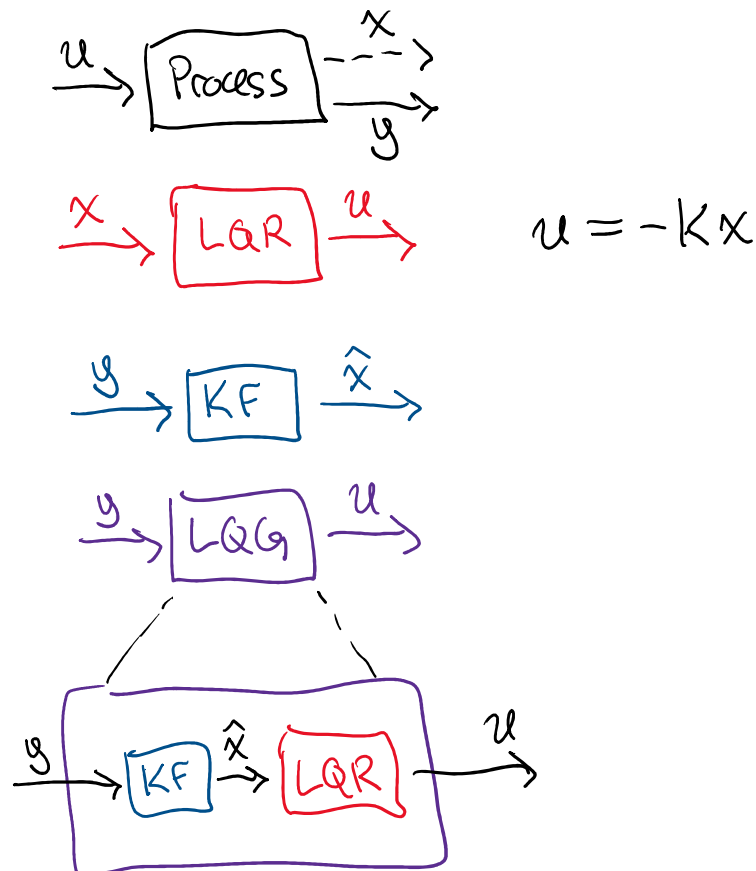 x
u Process
y
x LQR u u = -Kx
y KF x̂
y LQG u
y KF x̂ LQR u